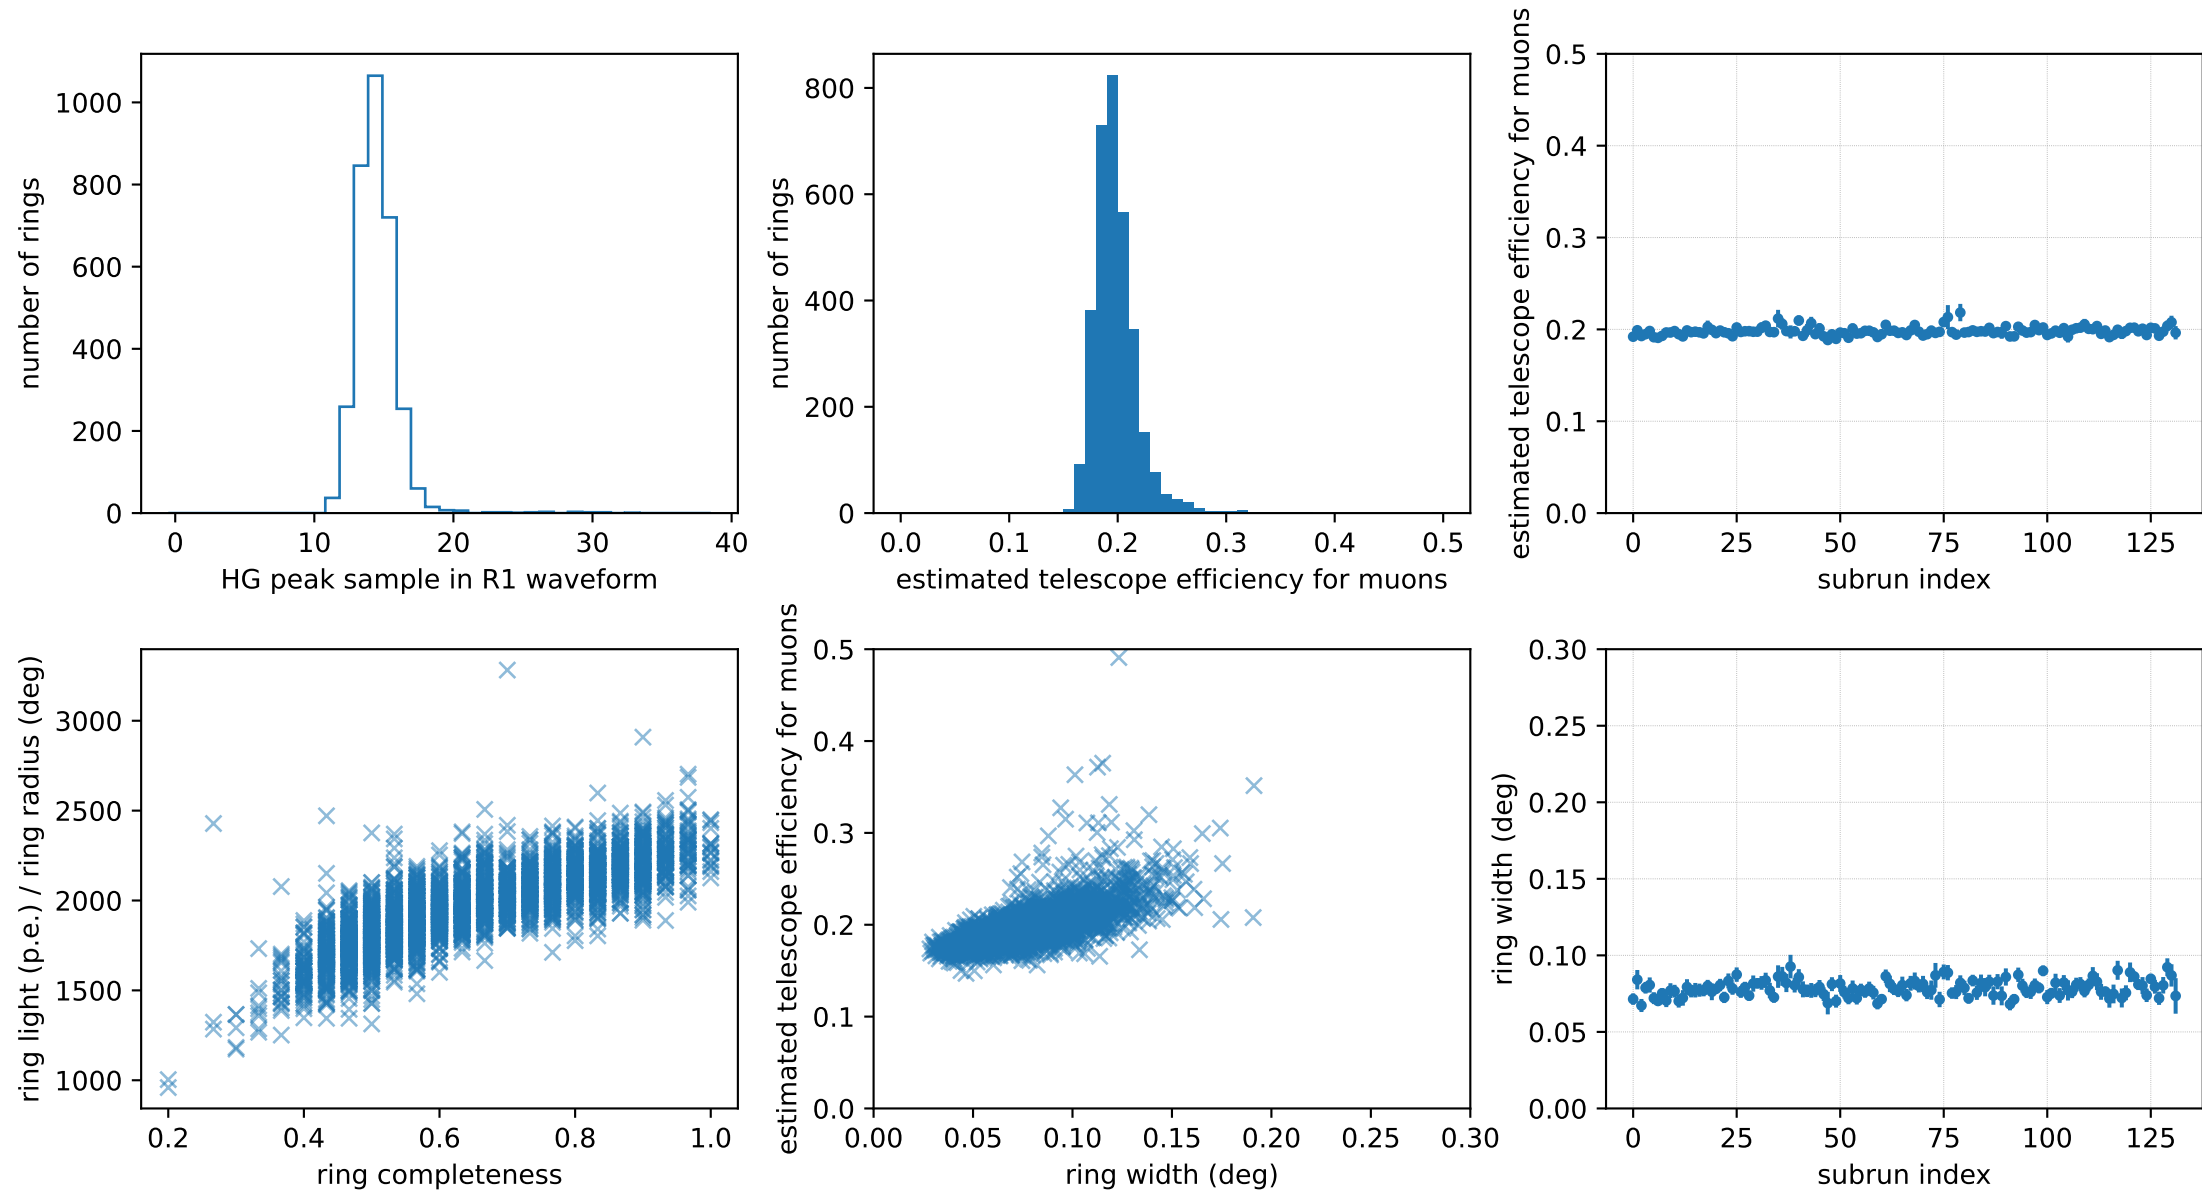 number of rings
1000
800
600
400
200
0
0 10 20 30 40
HG peak sample in R1 waveform
number of rings
800
600
400
200
0
0.0 0.1 0.2 0.3 0.4 0.5
estimated telescope efficiency for muons
estimated telescope efficiency for muons
0.5
0.4
0.3
0.2
0.1
0.0
0 25 50 75 100 125
subrun index
ring light (p.e.) / ring radius (deg)
3000
2500
2000
1500
1000
0.2 0.4 0.6 0.8 1.0
ring completeness
estimated telescope efficiency for muons
0.5
0.4
0.3
0.2
0.1
0.0
0.00 0.05 0.10 0.15 0.20 0.25 0.30
ring width (deg)
ring width (deg)
0.30
0.25
0.20
0.15
0.10
0.05
0.00
0 25 50 75 100 125
subrun index